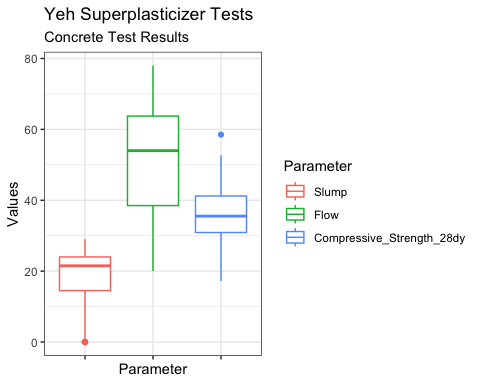 Yeh Superplasticizer Tests
Concrete Test Results
80
60
40
20
0
Values
Parameter
Parameter
Slump
Flow
Compressive_Strength_28dy